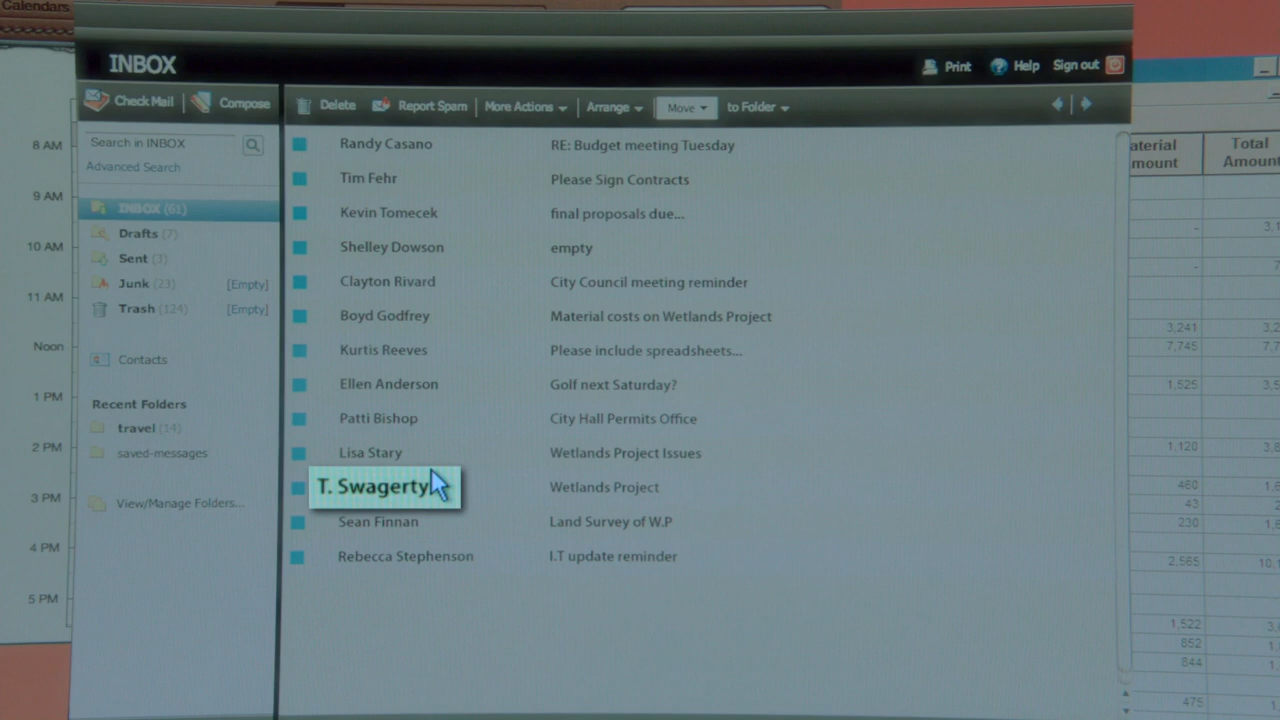 Calendars
INBOX
Print
Help
Sign out
Check Mail
Compose
Delete
Report Spam
More Actions
Arrange
Move
to Folder
Search in INBOX
Advanced Search
INBOX (61)
Drafts (7)
Sent (3)
Junk (23) [Empty]
Trash (124) [Empty]
Contacts
Recent Folders
travel (14)
saved-messages
View/Manage Folders...
Randy Casano RE: Budget meeting Tuesday
Tim Fehr Please Sign Contracts
Kevin Tomecek final proposals due...
Shelley Dowson empty
Clayton Rivard City Council meeting reminder
Boyd Godfrey Material costs on Wetlands Project
Kurtis Reeves Please include spreadsheets...
Ellen Anderson Golf next Saturday?
Patti Bishop City Hall Permits Office
Lisa Stary Wetlands Project Issues
T. Swagerty Wetlands Project
Sean Finnan Land Survey of W.P
Rebecca Stephenson I.T update reminder
8 AM
9 AM
10 AM
11 AM
Noon
1 PM
2 PM
3 PM
4 PM
5 PM
Total
3,241
7,745
1,525
1,120
460
43
230
2,565
1,522
852
844
475